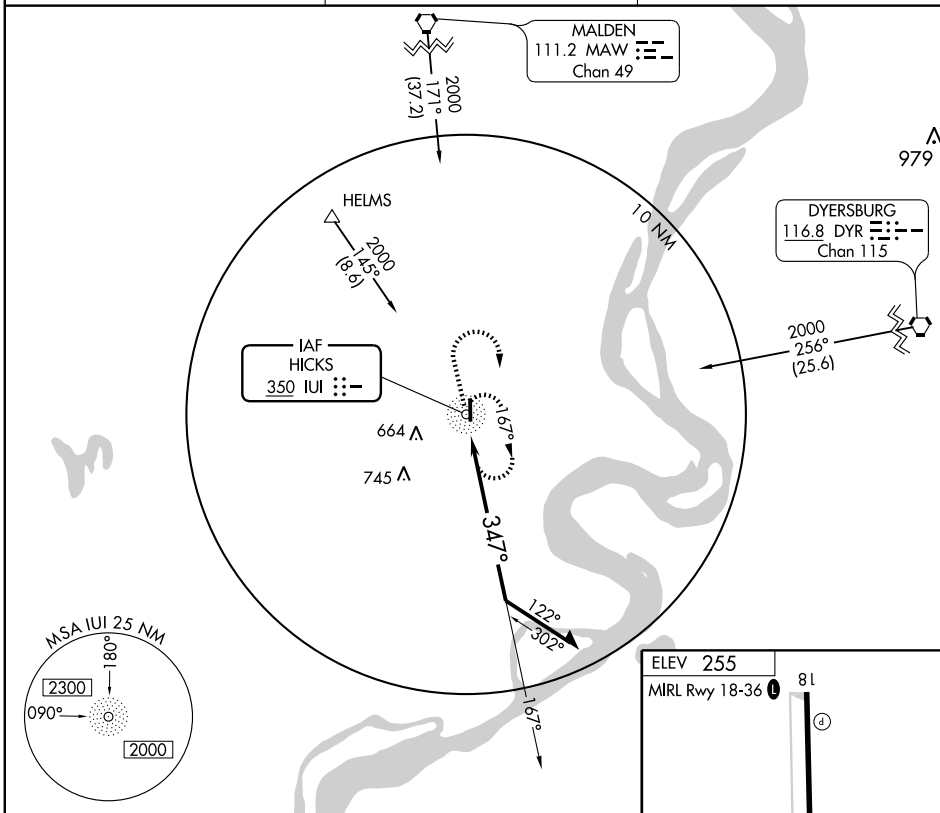 MALDEN
111.2 MAW
Chan 49
2000
171°
(37.2)
979
HELMS
10 NM
DYERSBURG
116.8 DYR
Chan 115
2000
145°
(8.6)
2000
256°
(25.6)
IAF
HICKS
350 IUI
664
167°
745
347°
122°
302°
MSA IUI 25 NM
180°
2300
090°
2000
167°
ELEV 255
MIRL Rwy 18-36 L
18
P